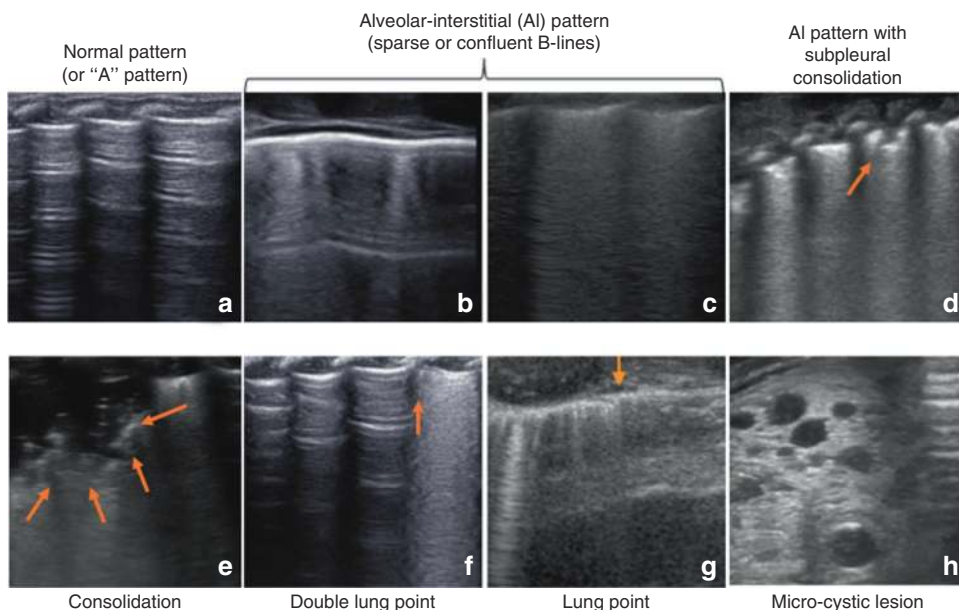 Normal pattern
(or "A" pattern)
Alveolar-interstitial (AI) pattern
(sparse or confluent B-lines)
AI pattern with
subpleural
consolidation
a
b
c
d
e
f
g
h
Consolidation
Double lung point
Lung point
Micro-cystic lesion